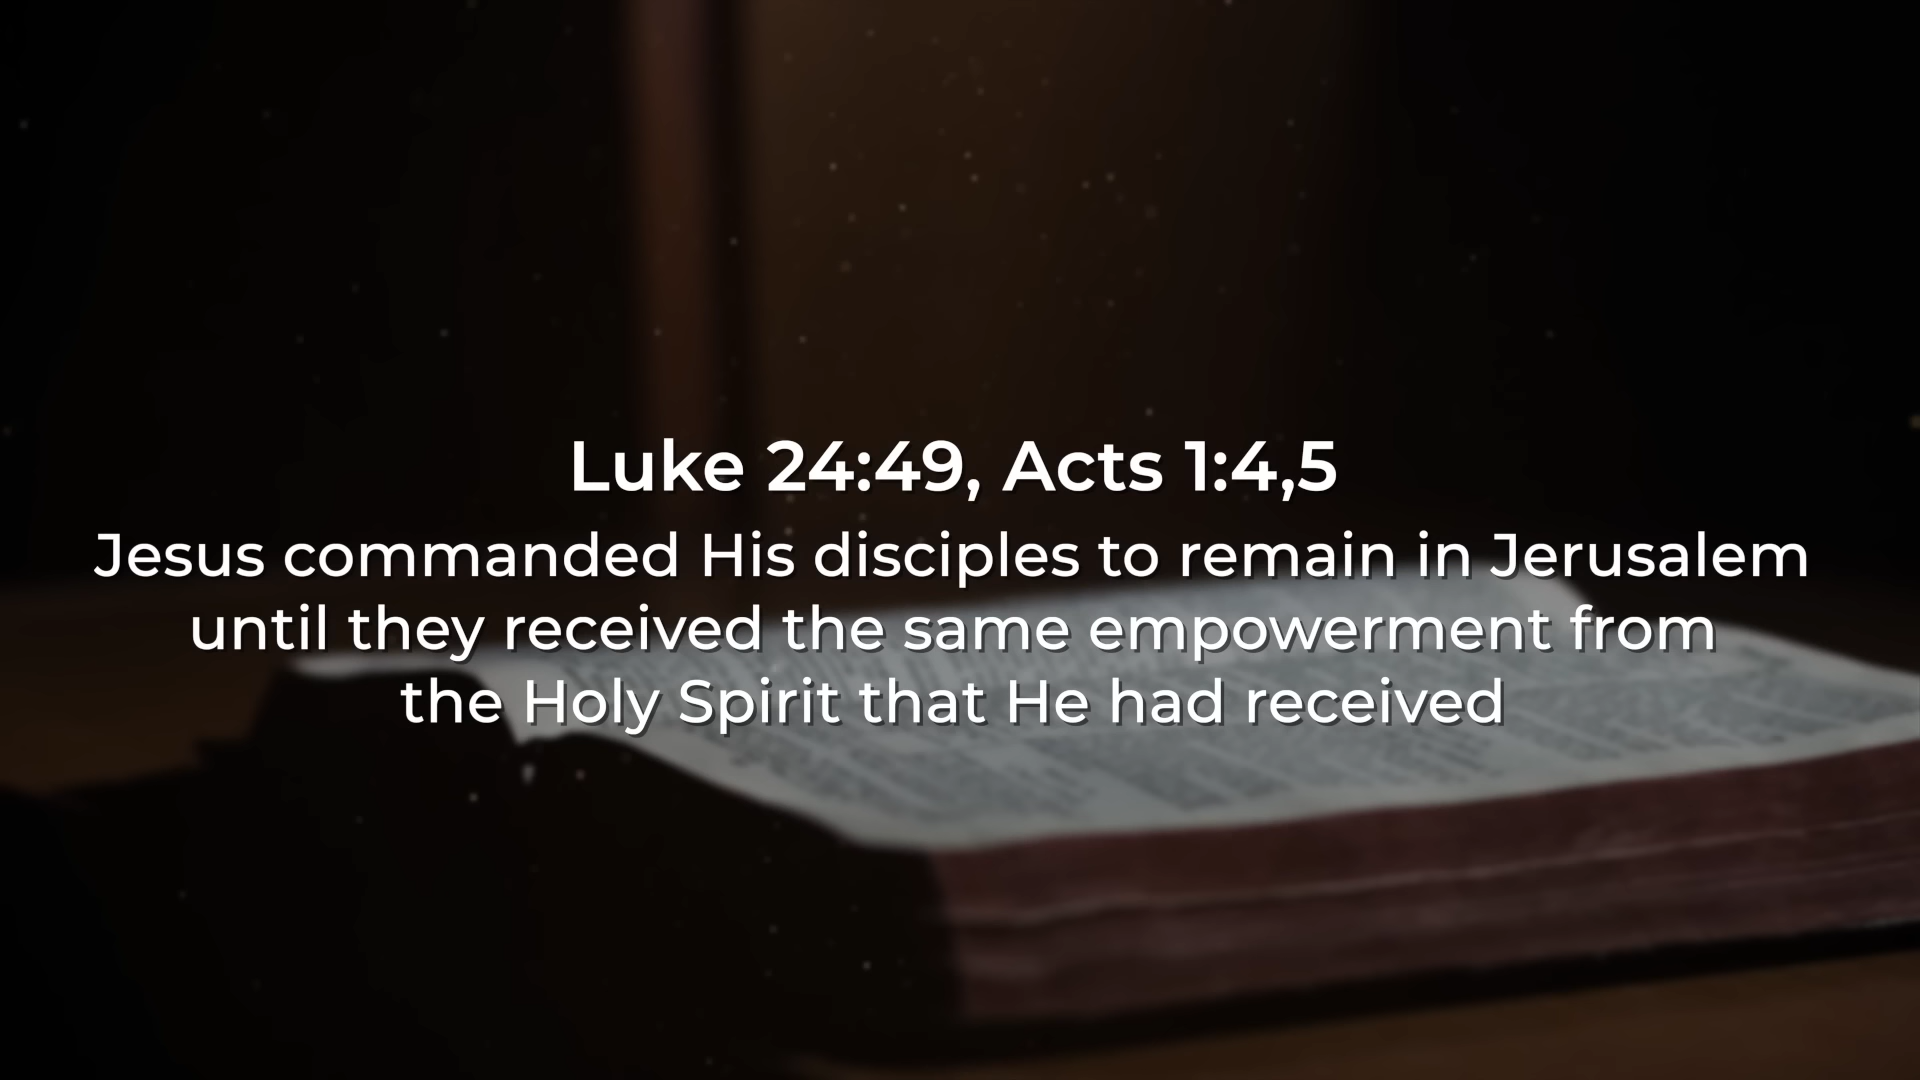 Luke 24:49, Acts 1:4,5
Jesus commanded His disciples to remain in Jerusalem
until they received the same empowerment from
the Holy Spirit that He had received